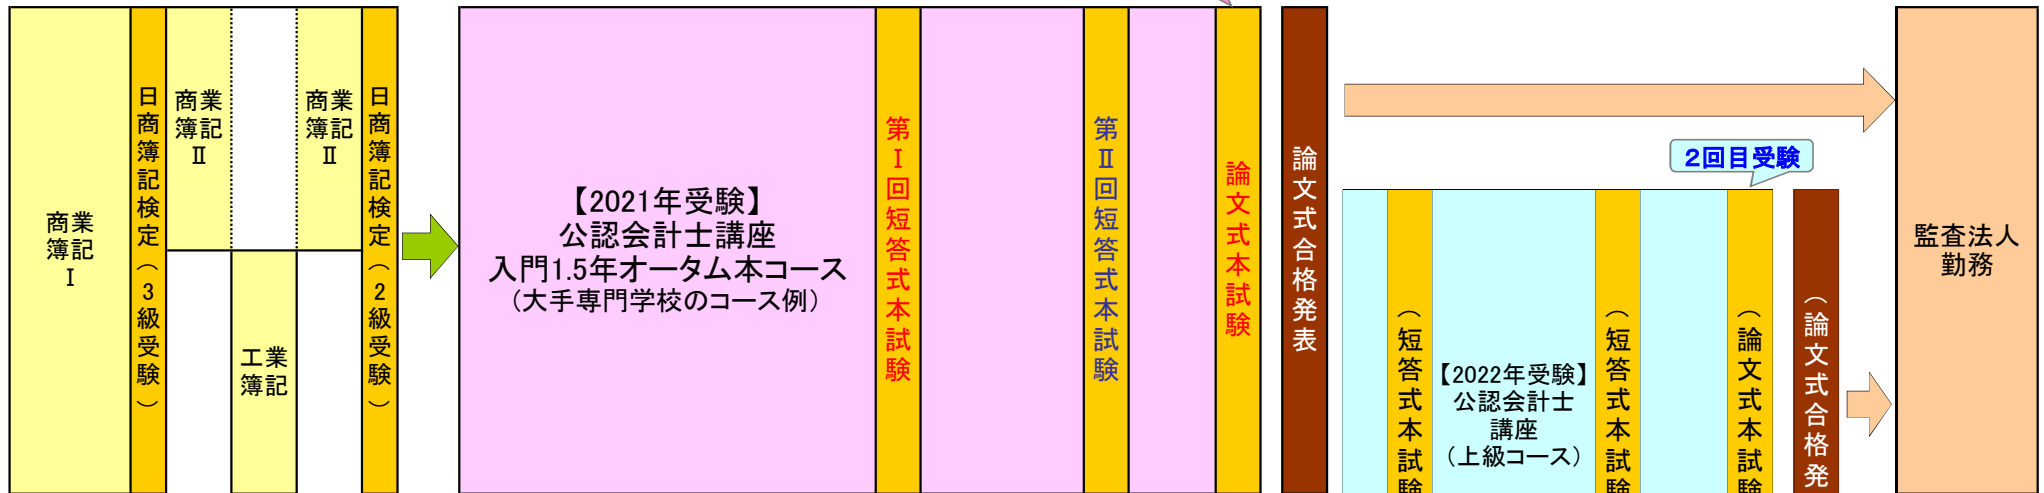 商業
簿記
Ⅰ
日商簿記検定（3級受験）
商業
簿記
Ⅱ
工業
簿記
商業
簿記
Ⅱ
日商簿記検定（2級受験）
【2021年受験】
公認会計士講座
入門1.5年オータム本コース
（大手専門学校のコース例）
第Ⅰ回短答式本試験
第Ⅱ回短答式本試験
論文式本試験
論文式合格発表
2回目受験
（短答式本試験
【2022年受験】
公認会計士
講座
（上級コース）
（短答式本試験
（論文式本試験
（論文式合格発
監査法人
勤務